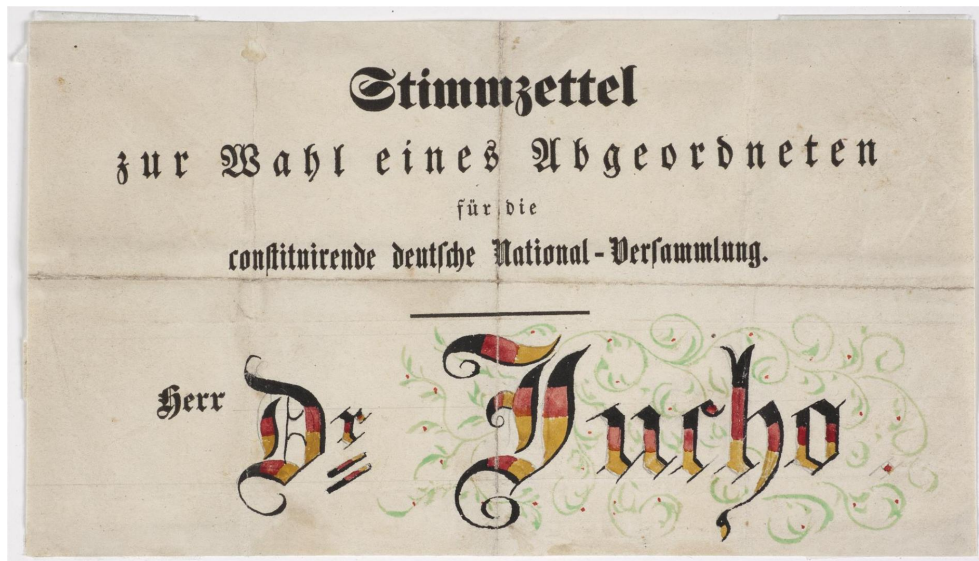 Stimmzettel
zur Wahl eines Abgeordneten
für die
constituirende deutsche National-Versammlung.
Herr Dr Jucho